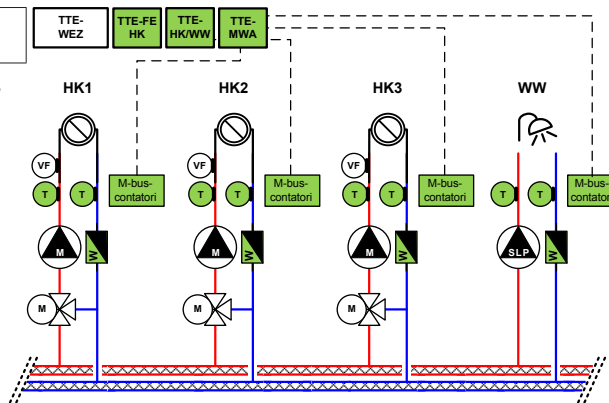 TTE-WEZ
TTE-FE HK
TTE-HK/WW
TTE-MWA
HK1
HK2
HK3
WW
VF
VF
VF
T
T
M-bus-contatori
T
T
M-bus-contatori
T
T
M-bus-contatori
T
T
M-bus-contatori
M
W
M
W
M
W
SLP
W
M
M
M